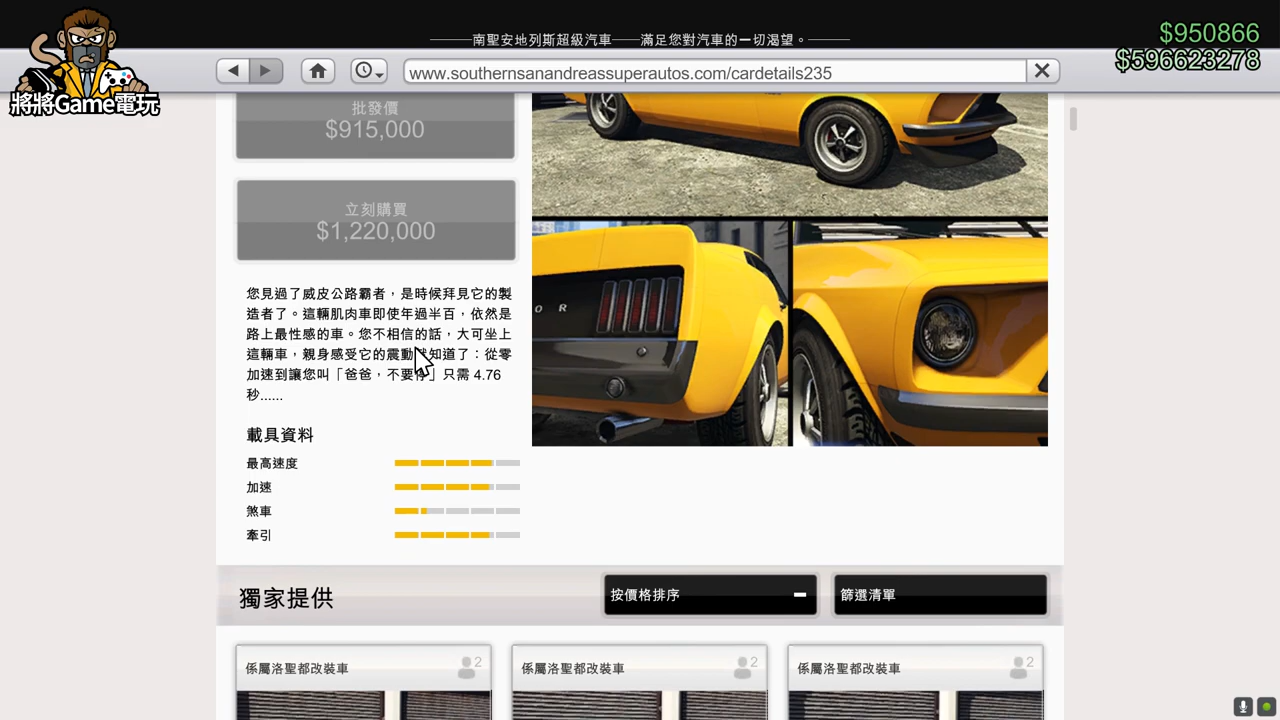 ———南聖安地列斯超級汽車——滿足您對汽車的一切渴望。———
$950866
$596623278
將將Game電玩
www.southernsanandreassuperautos.com/cardetails235
批發價
$915,000
立刻購買
$1,220,000
O R
您見過了威皮公路霸者，是時候拜見它的製
造者了。這輛肌肉車即使年過半百，依然是
路上最性感的車。您不相信的話，大可坐上
這輛車，親身感受它的震動就知道了：從零
加速到讓您叫「爸爸，不要停」只需 4.76
秒......
載具資料
最高速度
加速
煞車
牽引
獨家提供
按價格排序
篩選清單
係屬洛聖都改裝車 2
係屬洛聖都改裝車 2
係屬洛聖都改裝車 2